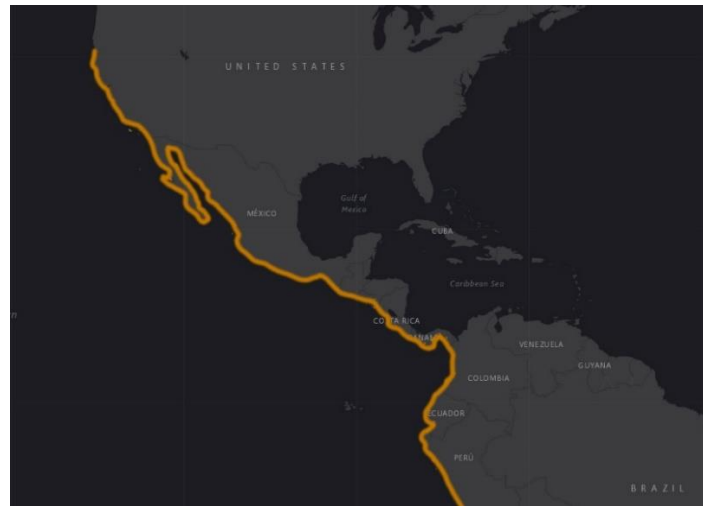 UNITED STATES
Gulf of
Mexico
MÉXICO
CUBA
Caribbean Sea
COSTA RICA
VENEZUELA
GUYANA
COLOMBIA
ECUADOR
PERÚ
BRAZIL